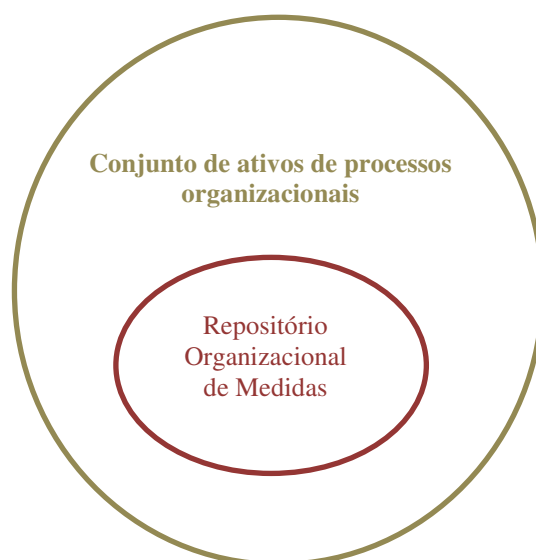 Conjunto de ativos de processos
organizacionais
Repositório
Organizacional
de Medidas